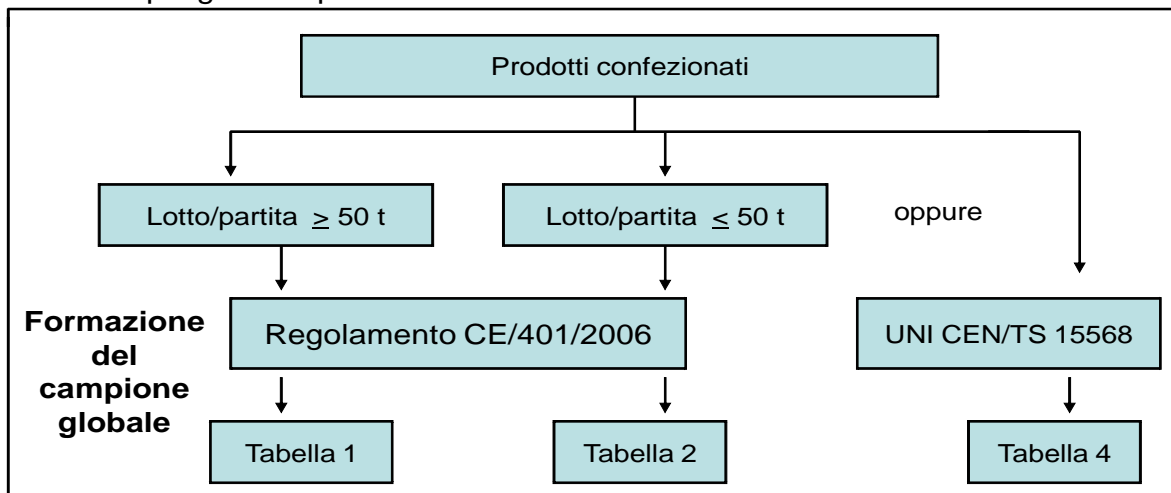 Prodotti confezionati
Lotto/partita ≥ 50 t
Lotto/partita ≤ 50 t
oppure
Formazione
del
campione
globale
Regolamento CE/401/2006
UNI CEN/TS 15568
Tabella 1
Tabella 2
Tabella 4